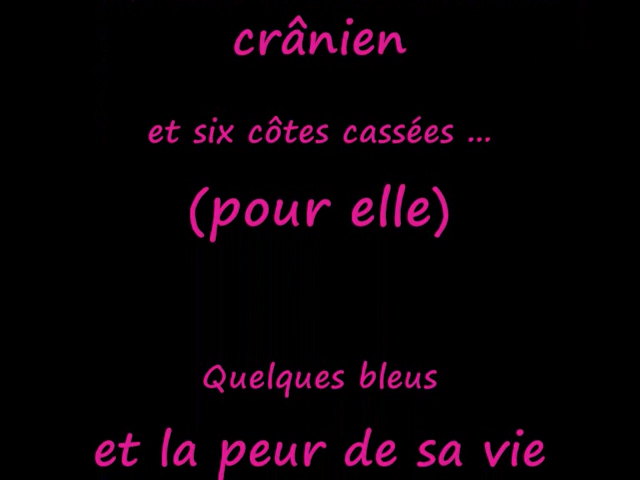 crânien
et six côtes cassées ...
(pour elle)
Quelques bleus
et la peur de sa vie